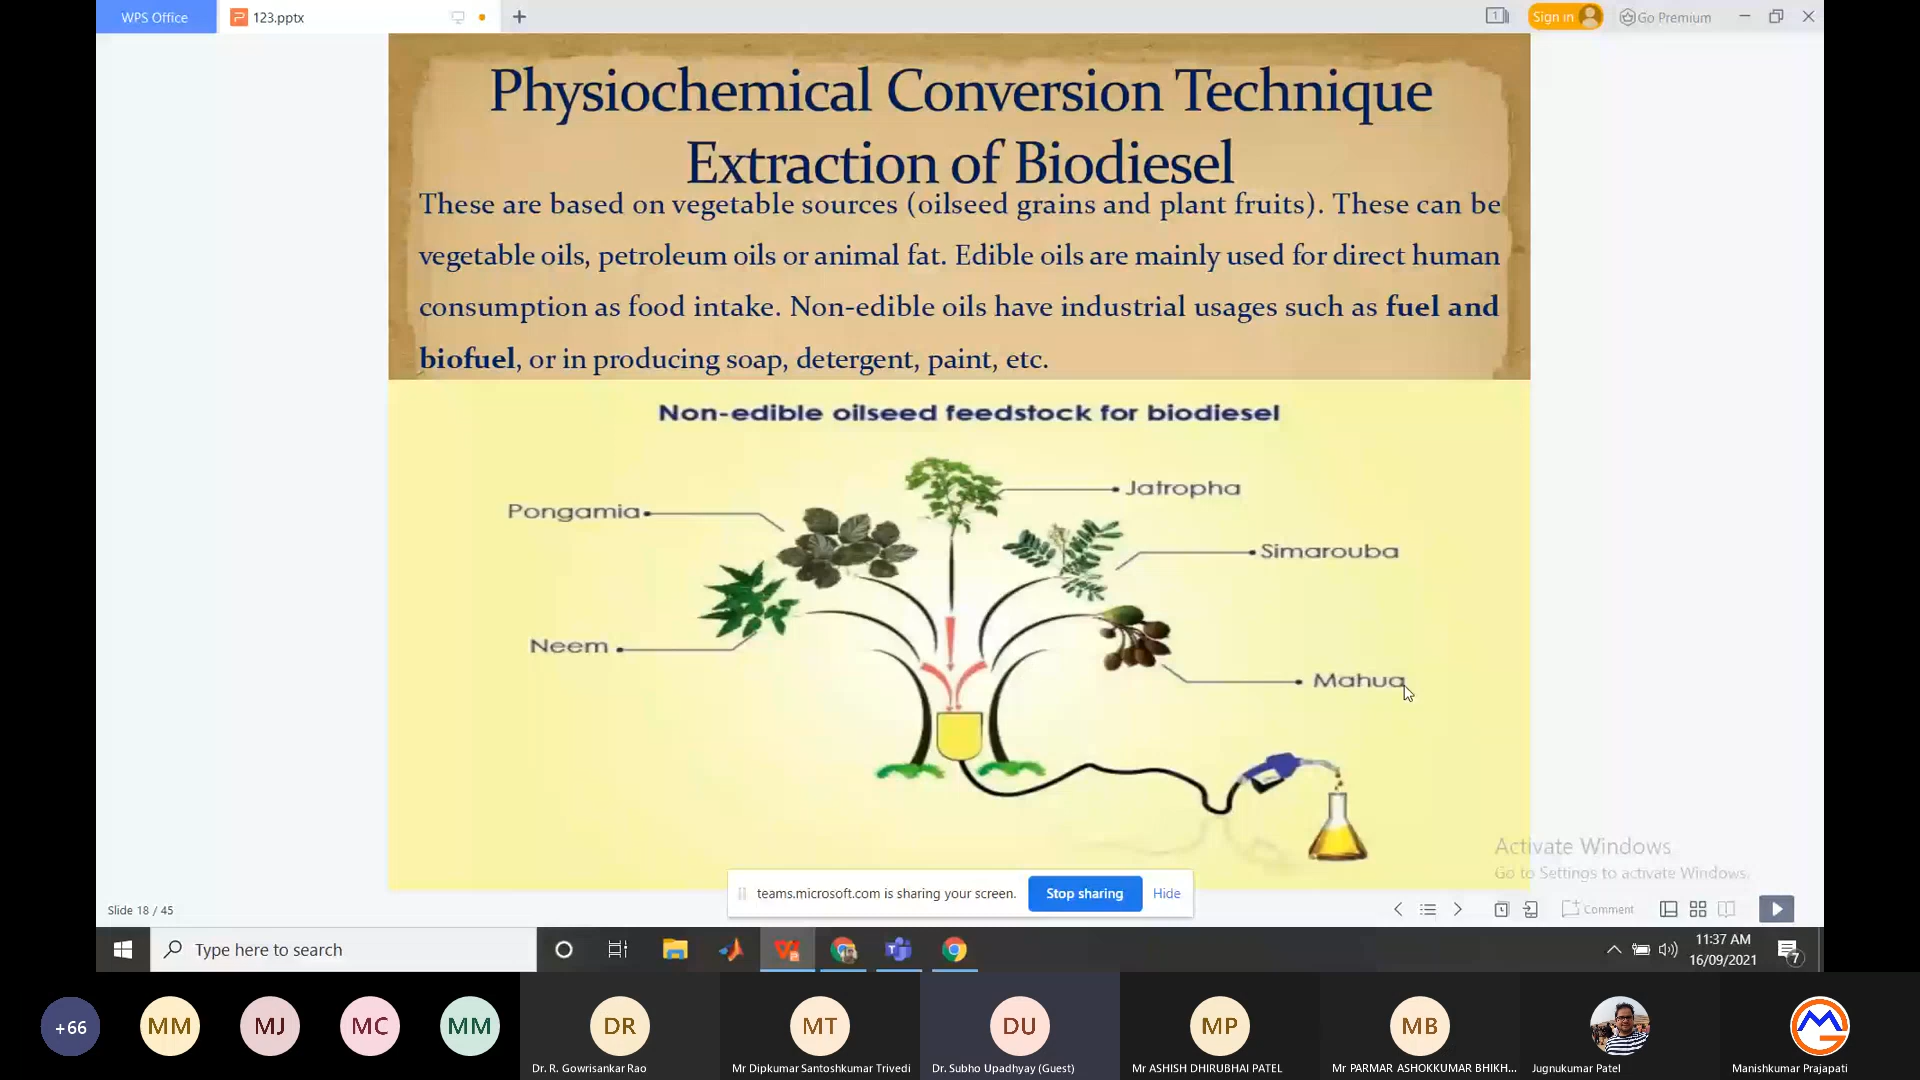 WPS Office
123.pptx
1
Sign in
Go Premium
Physiochemical Conversion Technique
Extraction of Biodiesel
These are based on vegetable sources (oilseed grains and plant fruits). These can be
vegetable oils, petroleum oils or animal fat. Edible oils are mainly used for direct human
consumption as food intake. Non-edible oils have industrial usages such as fuel and
biofuel, or in producing soap, detergent, paint, etc.
Non-edible oilseed feedstock for biodiesel
Jatropha
Pongamia
Simarouba
Neem
Mahua
Activate Windows
Go to Settings to activate Windows.
teams.microsoft.com is sharing your screen.
Stop sharing
Hide
Slide 18 / 45
Comment
Type here to search
11:37 AM
16/09/2021
7
+66
MM
MJ
MC
MM
DR
MT
DU
MP
MB
Dr. R. Gowrisankar Rao
Mr Dipkumar Santoshkumar Trivedi
Dr. Subho Upadhyay (Guest)
Mr ASHISH DHIRUBHAI PATEL
Mr PARMAR ASHOKKUMAR BHIKH...
Jugnukumar Patel
Manishkumar Prajapati